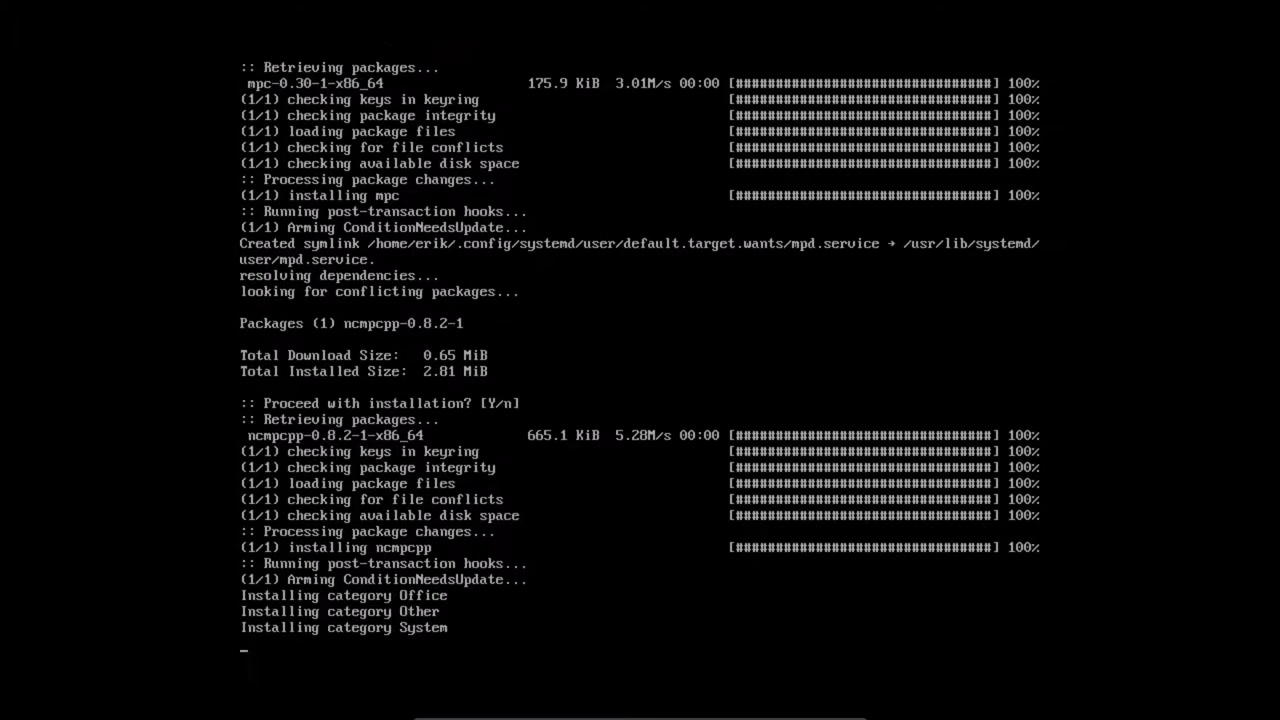 :: Retrieving packages...
mpc-0.30-1-x86_64 175.9 KiB 3.01M/s 00:00 [################################] 100%
(1/1) checking keys in keyring [################################] 100%
(1/1) checking package integrity [################################] 100%
(1/1) loading package files [################################] 100%
(1/1) checking for file conflicts [################################] 100%
(1/1) checking available disk space [################################] 100%
:: Processing package changes...
(1/1) installing mpc [################################] 100%
:: Running post-transaction hooks...
(1/1) Arming ConditionNeedsUpdate...
Created symlink /home/erik/.config/systemd/user/default.target.wants/mpd.service → /usr/lib/systemd/
user/mpd.service.
resolving dependencies...
looking for conflicting packages...
Packages (1) ncmpcpp-0.8.2-1
Total Download Size: 0.65 MiB
Total Installed Size: 2.81 MiB
:: Proceed with installation? [Y/n]
:: Retrieving packages...
ncmpcpp-0.8.2-1-x86_64 665.1 KiB 5.28M/s 00:00 [################################] 100%
(1/1) checking keys in keyring [################################] 100%
(1/1) checking package integrity [################################] 100%
(1/1) loading package files [################################] 100%
(1/1) checking for file conflicts [################################] 100%
(1/1) checking available disk space [################################] 100%
:: Processing package changes...
(1/1) installing ncmpcpp [################################] 100%
:: Running post-transaction hooks...
(1/1) Arming ConditionNeedsUpdate...
Installing category Office
Installing category Other
Installing category System
_